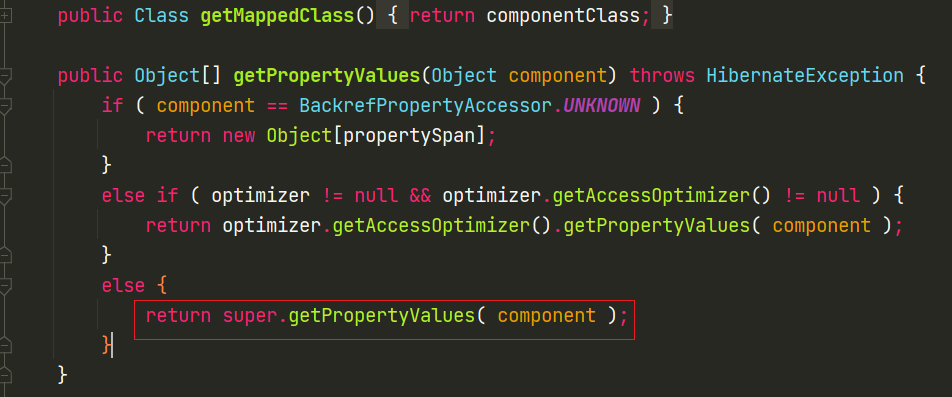 public Class getMappedClass() { return componentClass; }
public Object[] getPropertyValues(Object component) throws HibernateException {
if ( component == BackrefPropertyAccessor.UNKNOWN ) {
return new Object[propertySpan];
}
else if ( optimizer != null && optimizer.getAccessOptimizer() != null ) {
return optimizer.getAccessOptimizer().getPropertyValues( component );
}
else {
return super.getPropertyValues( component );
}
}